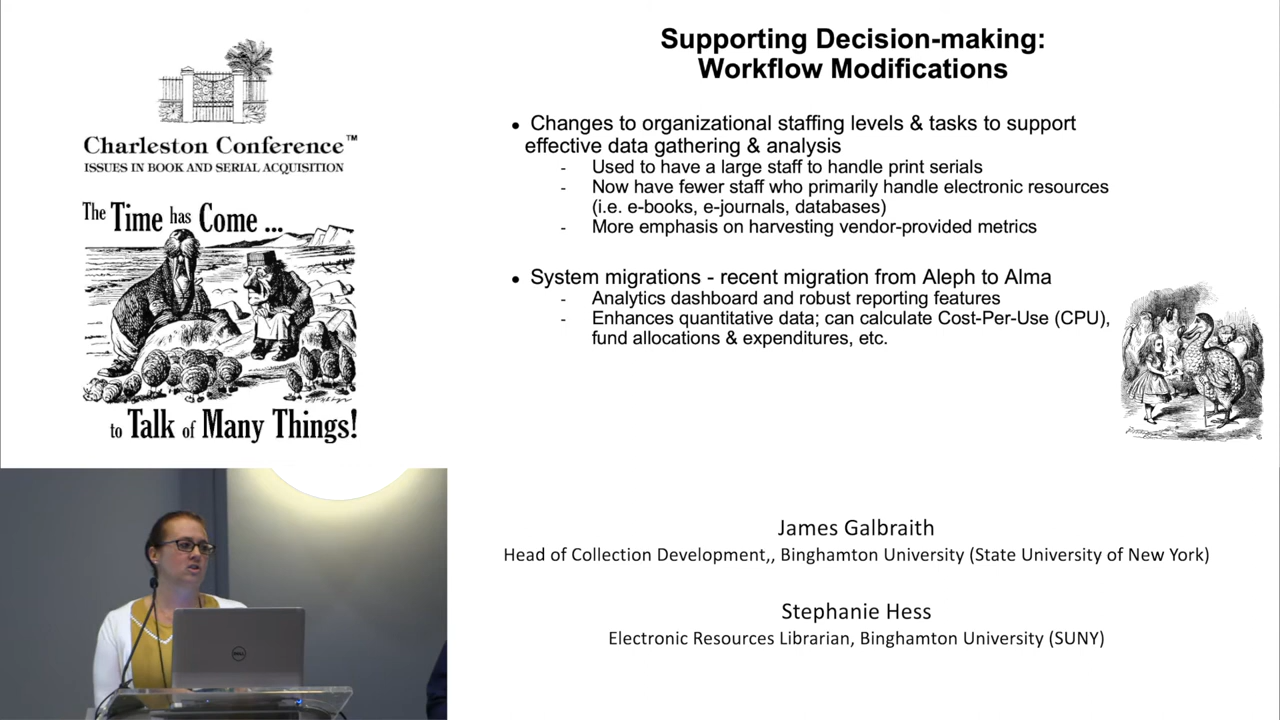 Charleston Conference™
ISSUES IN BOOK AND SERIAL ACQUISITION
The Time has Come ...
to Talk of Many Things!
Supporting Decision-making:
Workflow Modifications
● Changes to organizational staffing levels & tasks to support
effective data gathering & analysis
- Used to have a large staff to handle print serials
- Now have fewer staff who primarily handle electronic resources
(i.e. e-books, e-journals, databases)
- More emphasis on harvesting vendor-provided metrics
● System migrations - recent migration from Aleph to Alma
- Analytics dashboard and robust reporting features
- Enhances quantitative data; can calculate Cost-Per-Use (CPU),
fund allocations & expenditures, etc.
James Galbraith
Head of Collection Development,, Binghamton University (State University of New York)
Stephanie Hess
Electronic Resources Librarian, Binghamton University (SUNY)
DELL